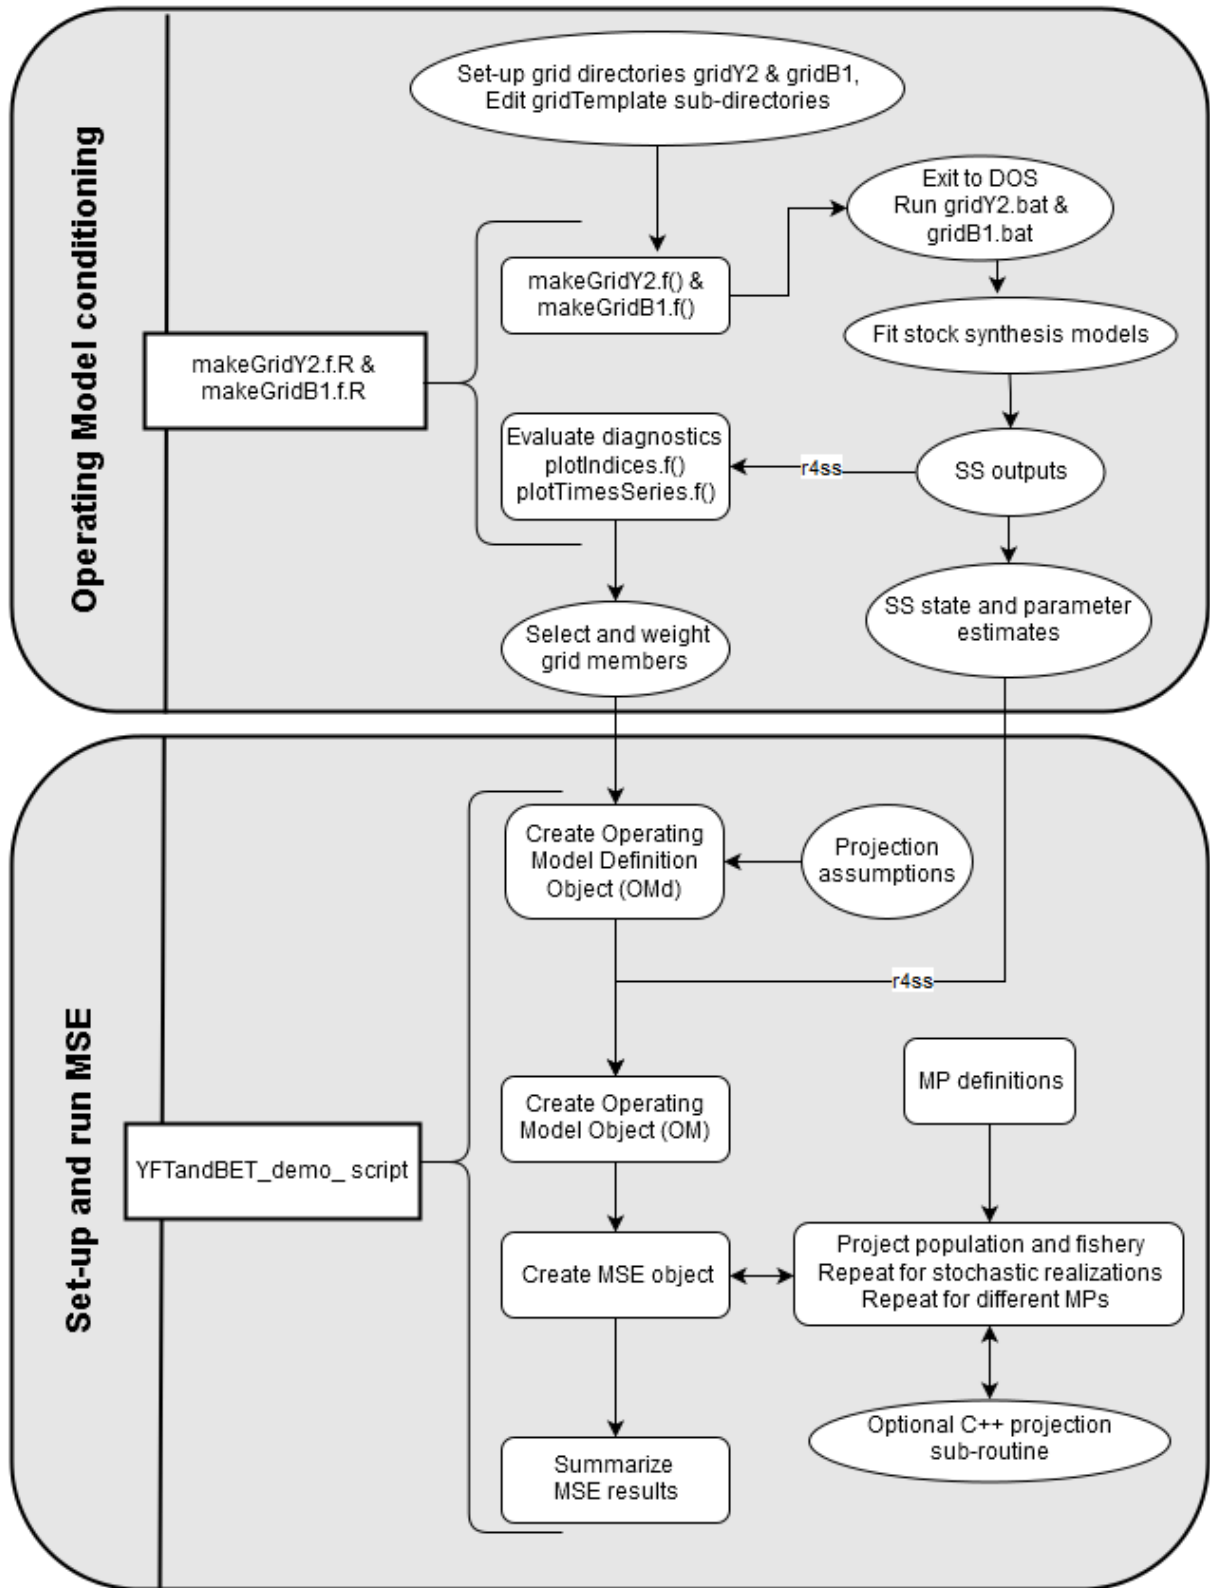 Operating Model conditioning
Set-up grid directories gridY2 & gridB1,
Edit gridTemplate sub-directories
Exit to DOS
Run gridY2.bat &
gridB1.bat
makeGridY2.f() &
makeGridB1.f()
Fit stock synthesis models
makeGridY2.f.R &
makeGridB1.f.R
Evaluate diagnostics
plotIndices.f()
plotTimesSeries.f()
r4ss
SS outputs
SS state and parameter
estimates
Select and weight
grid members
Set-up and run MSE
Create Operating
Model Definition
Object (OMd)
Projection
assumptions
r4ss
MP definitions
Create Operating
Model Object (OM)
YFTandBET_demo_ script
Project population and fishery
Repeat for stochastic realizations
Repeat for different MPs
Create MSE object
Optional C++ projection
sub-routine
Summarize
MSE results